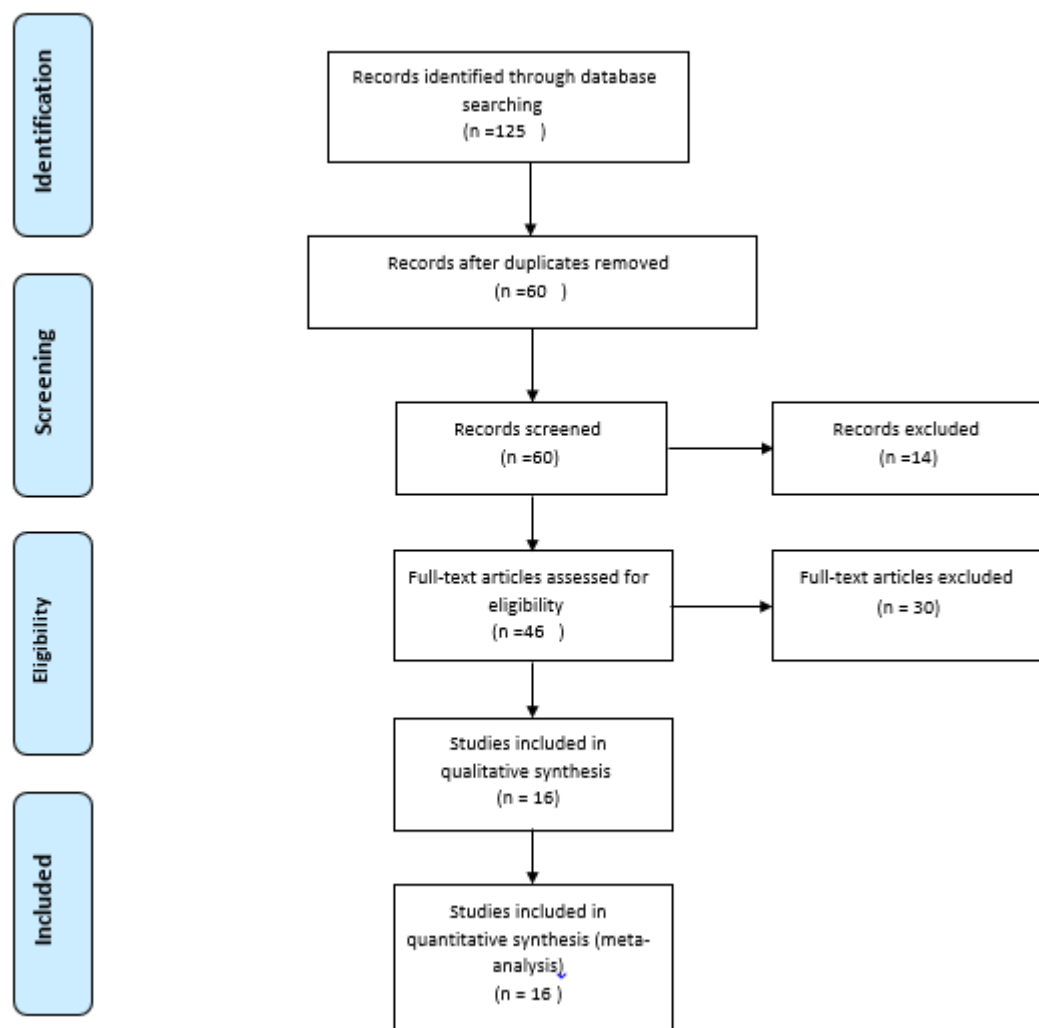 Identification
Records identified through database
searching
(n =125   )
Records after duplicates removed
(n =60   )
Screening
Records screened
(n =60)
Records excluded
(n =14)
Eligibility
Full-text articles assessed for
eligibility
(n =46   )
Full-text articles excluded
(n = 30)
Studies included in
qualitative synthesis
(n = 16)
Included
Studies included in
quantitative synthesis (meta-
analysis)
(n = 16 )